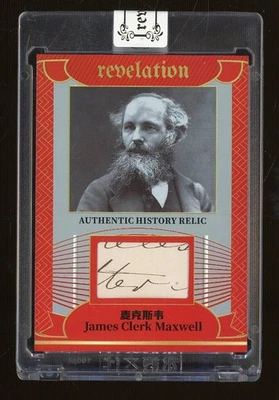 revelation
AUTHENTIC HISTORY RELIC
麦克斯韦
James Clerk Maxwell